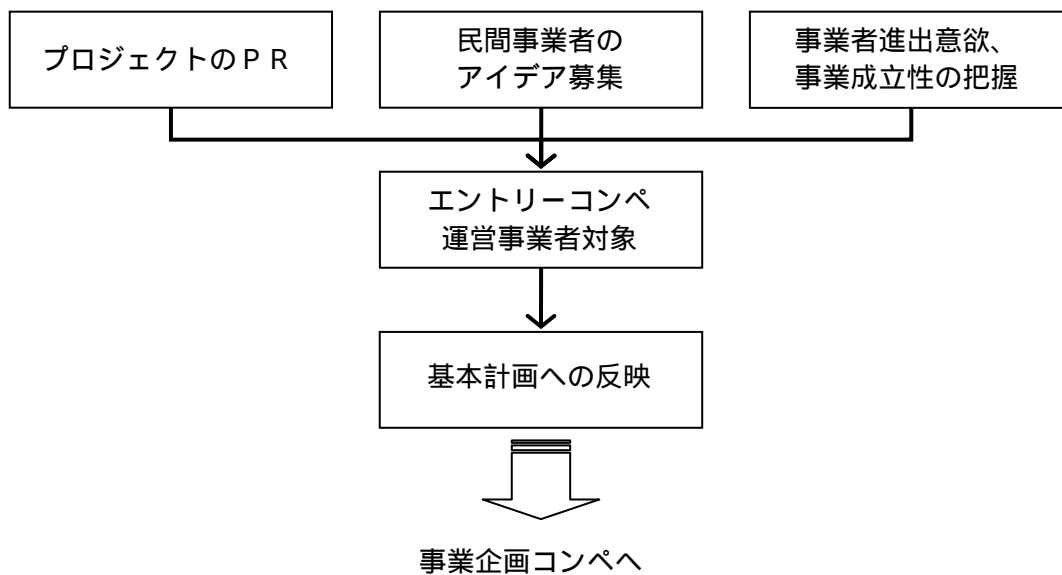 プロジェクトのＰＲ
民間事業者の
アイデア募集
事業者進出意欲、
事業成立性の把握
エントリーコンペ
運営事業者対象
基本計画への反映
事業企画コンペへ